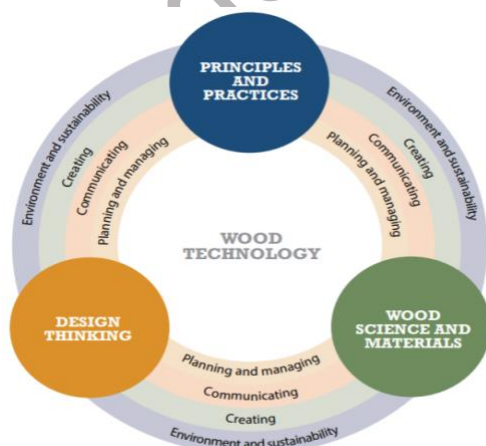 PRINCIPLES
AND
PRACTICES
Environment and sustainability
Creating
Communicating
Planning and managing
Environment and sustainability
Creating
Communicating
Planning and managing
WOOD
TECHNOLOGY
DESIGN
THINKING
WOOD
SCIENCE AND
MATERIALS
Planning and managing
Communicating
Creating
Environment and sustainability